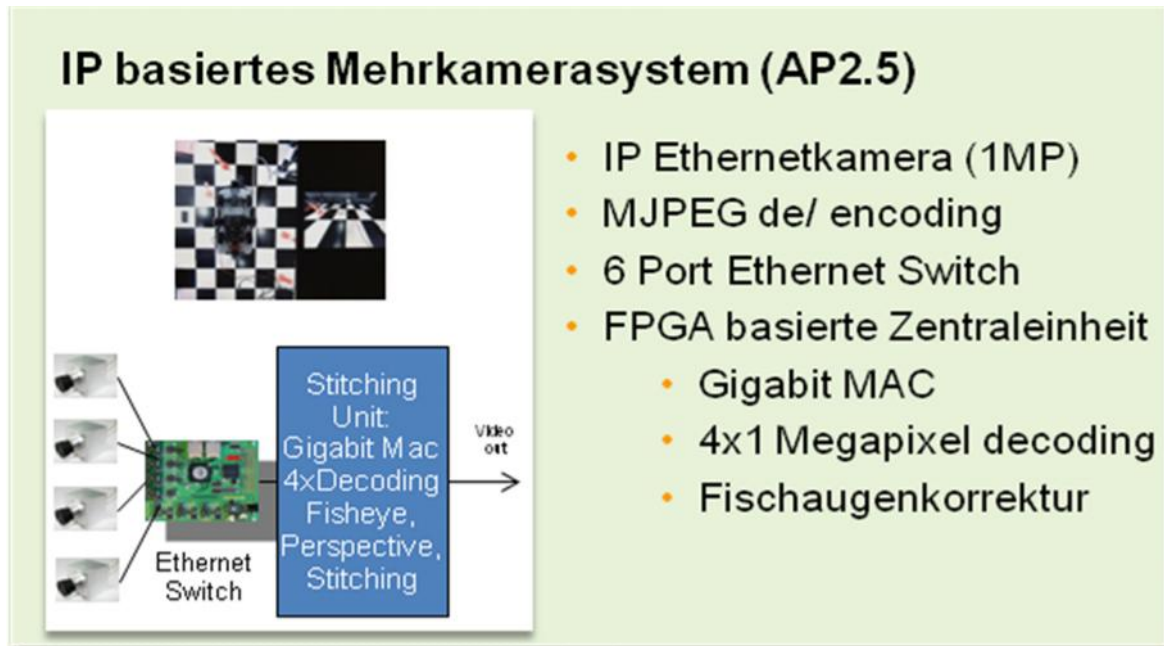 IP basiertes Mehrkamerasystem (AP2.5)
Stitching
Unit:
Gigabit Mac
4xDecoding
Fisheye,
Perspective,
Stitching
Video
out
Ethernet
Switch
• IP Ethernetkamera (1MP)
• MJPEG de/ encoding
• 6 Port Ethernet Switch
• FPGA basierte Zentraleinheit
• Gigabit MAC
• 4x1 Megapixel decoding
• Fischaugenkorrektur